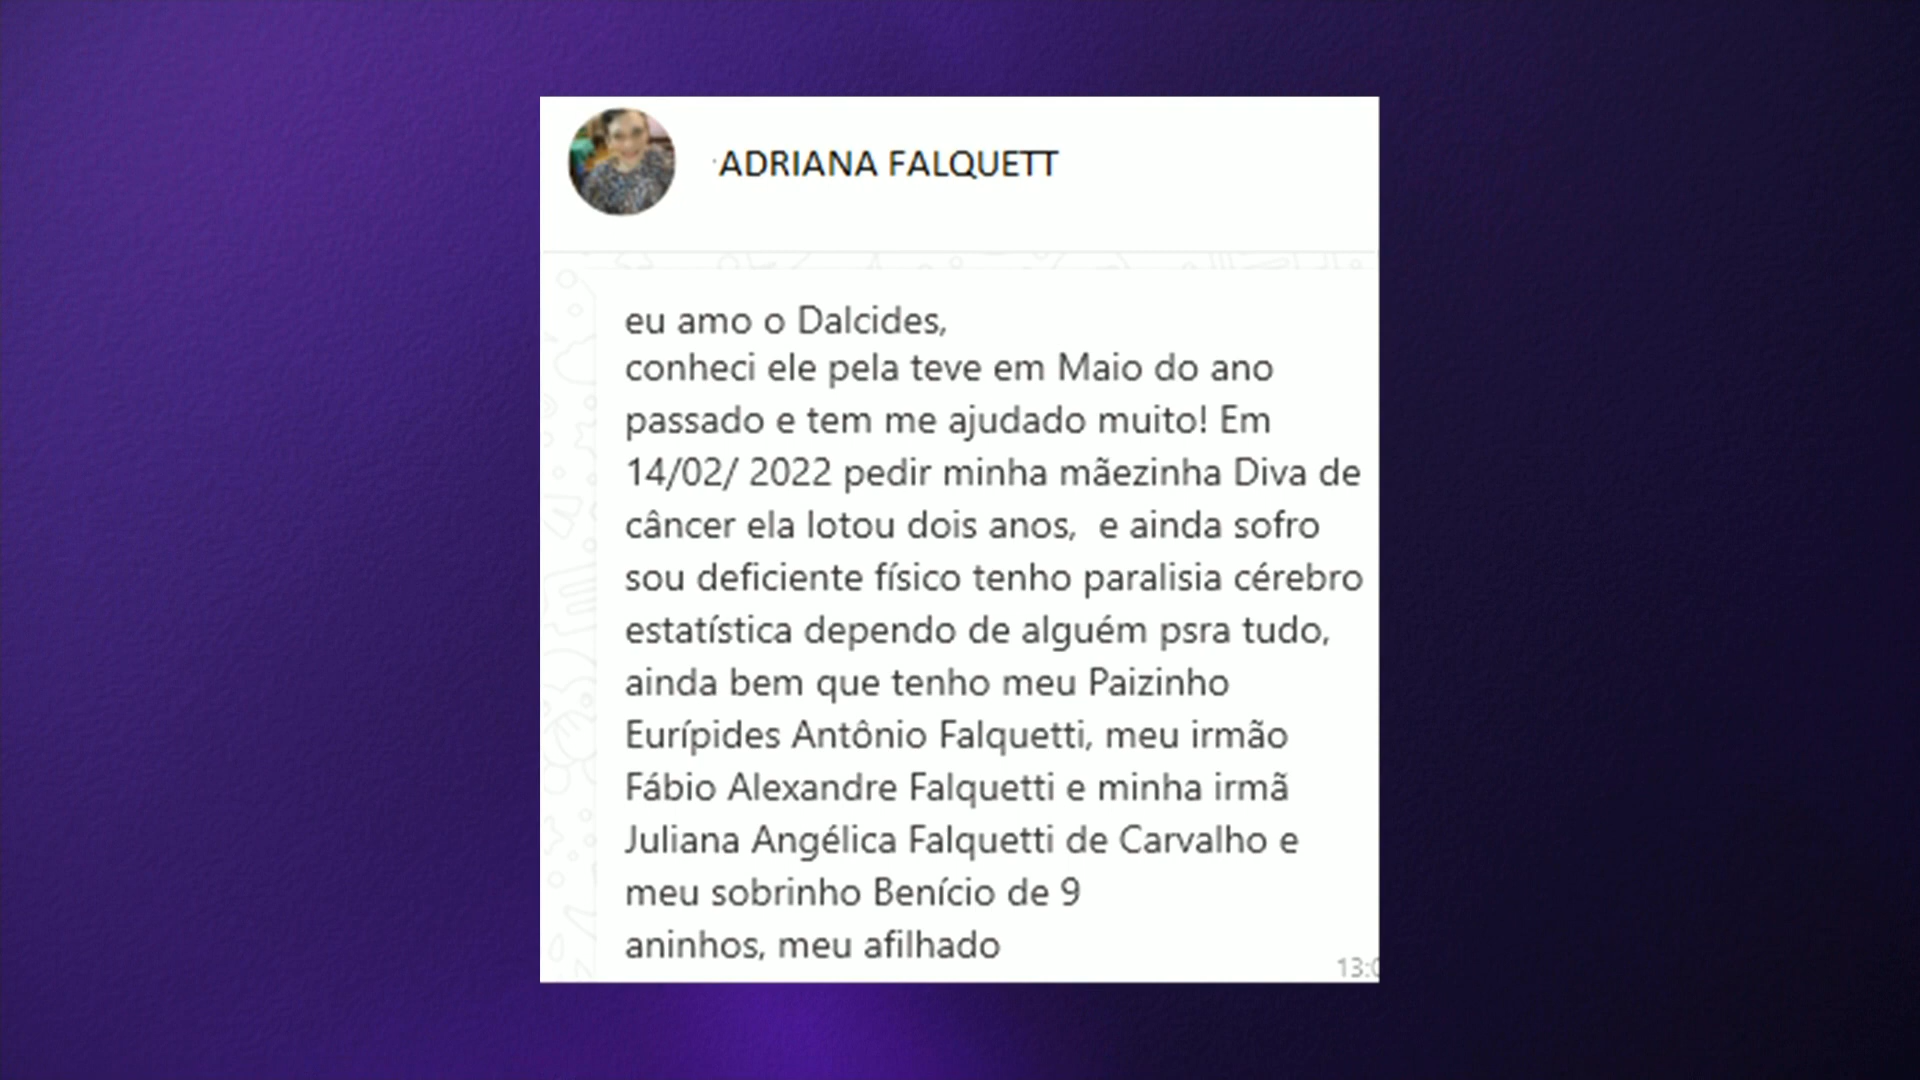 ADRIANA FALQUETT
eu amo o Dalcides,
conheci ele pela teve em Maio do ano
passado e tem me ajudado muito! Em
14/02/ 2022 pedir minha mãezinha Diva de
câncer ela lotou dois anos,  e ainda sofro
sou deficiente físico tenho paralisia cérebro
estatística dependo de alguém psra tudo,
ainda bem que tenho meu Paizinho
Eurípides Antônio Falquetti, meu irmão
Fábio Alexandre Falquetti e minha irmã
Juliana Angélica Falquetti de Carvalho e
meu sobrinho Benício de 9
aninhos, meu afilhado